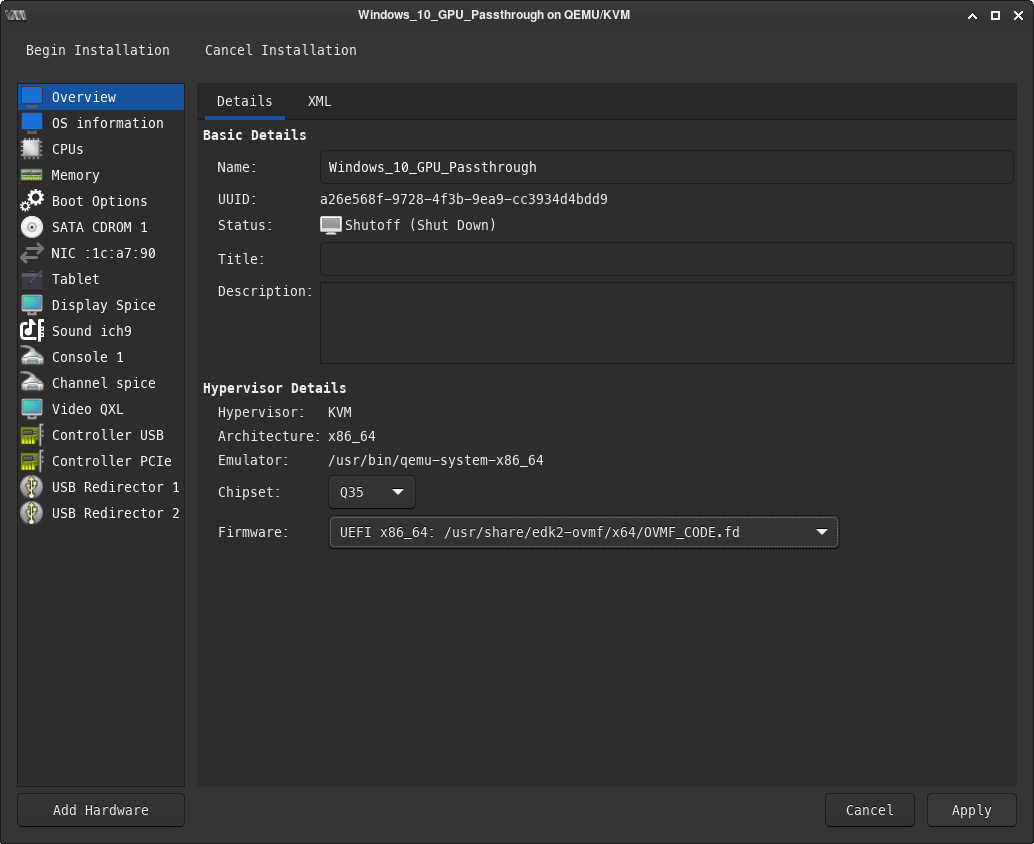 Windows_10_GPU_Passthrough on QEMU/KVM
Begin Installation Cancel Installation
Overview
OS information
CPUs
Memory
Boot Options
SATA CDROM 1
NIC :1c:a7:90
Tablet
Display Spice
Sound ich9
Console 1
Channel spice
Video QXL
Controller USB
Controller PCIe
USB Redirector 1
USB Redirector 2
Details XML
Basic Details
Name: Windows_10_GPU_Passthrough
UUID: a26e568f-9728-4f3b-9ea9-cc3934d4bdd9
Status: Shutoff (Shut Down)
Title:
Description:
Hypervisor Details
Hypervisor: KVM
Architecture: x86_64
Emulator: /usr/bin/qemu-system-x86_64
Chipset: Q35
Firmware: UEFI x86_64: /usr/share/edk2-ovmf/x64/OVMF_CODE.fd
Add Hardware Cancel Apply